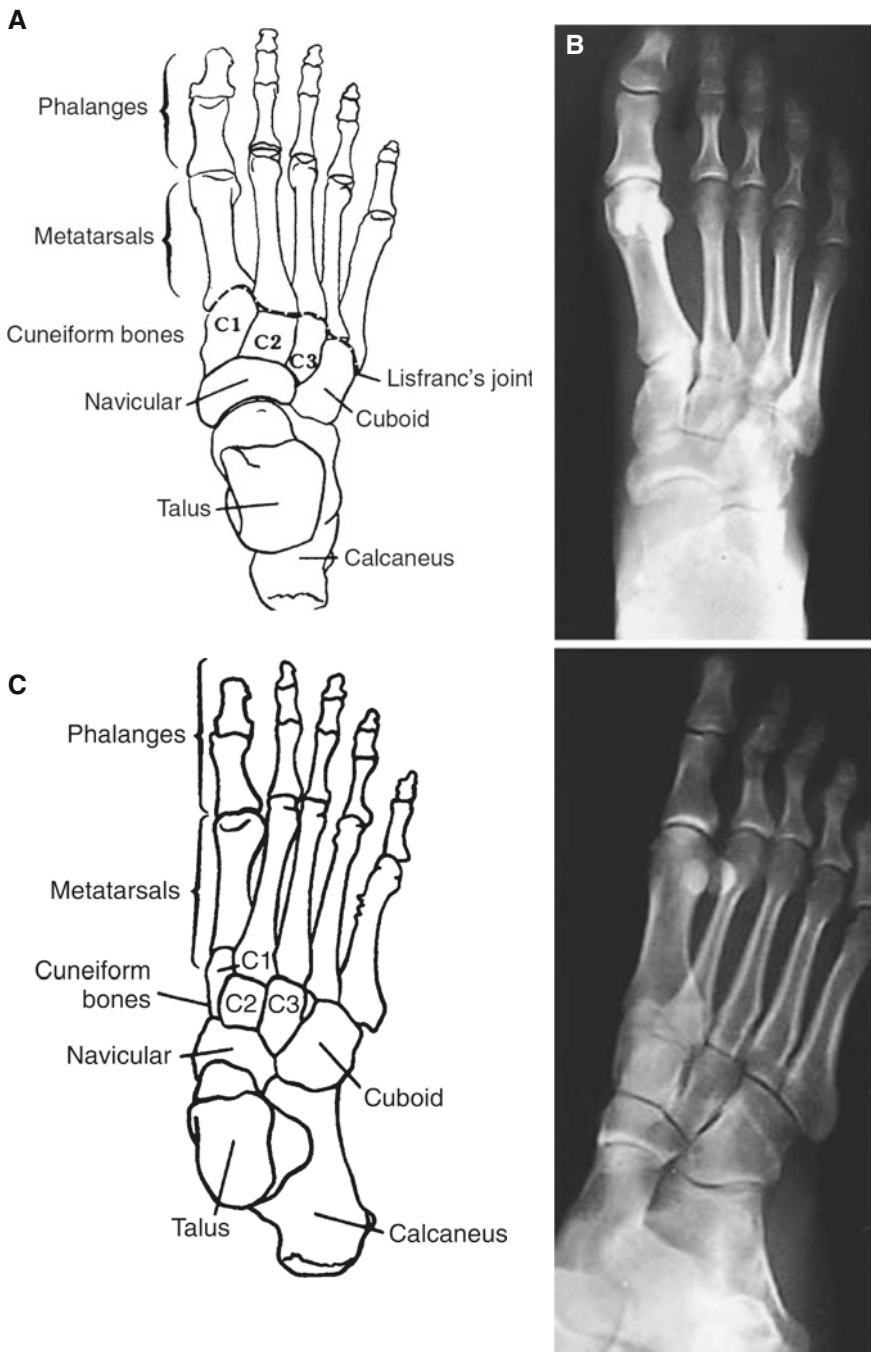 A
Phalanges
Metatarsals
Cuneiform bones
C1
C2
C3
Lisfranc's joint
Navicular
Cuboid
Talus
Calcaneus
B
C
Phalanges
Metatarsals
C1
Cuneiform
bones
C2 C3
Navicular
Cuboid
Talus
Calcaneus